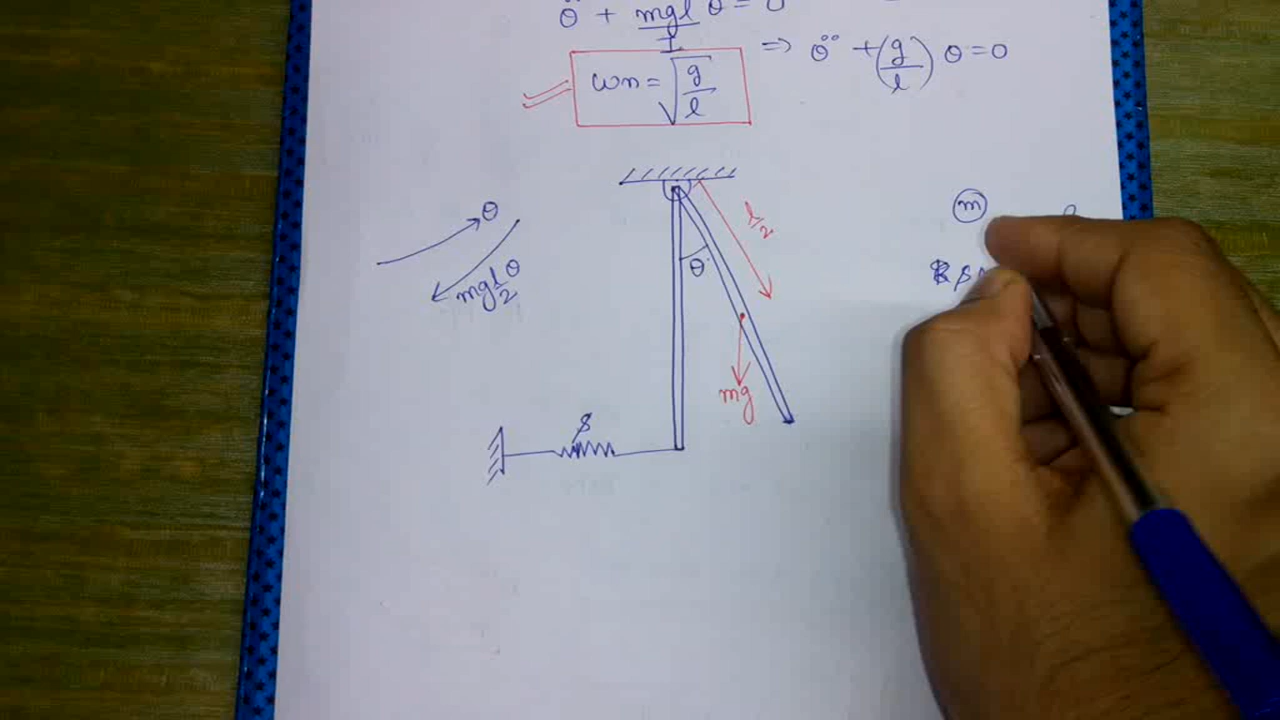 θ̈ + mgl/I θ = 0
ωn = √(g/l)
⇒ θ̈ + (g/l) θ = 0
θ
mg l/2 θ
l/2
θ
mg
s
m